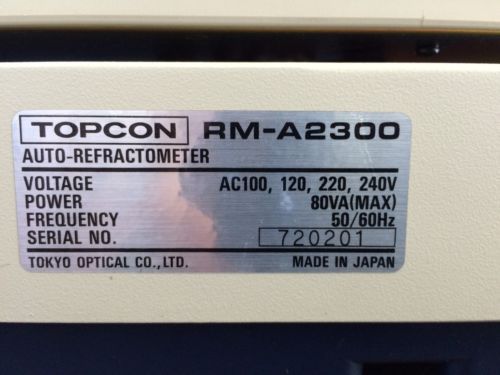 TOPCON RM-A2300
AUTO-REFRACTOMETER
VOLTAGE AC100, 120, 220, 240V
POWER 80VA(MAX)
FREQUENCY 50/60Hz
SERIAL NO. 720201
TOKYO OPTICAL CO.,LTD. MADE IN JAPAN